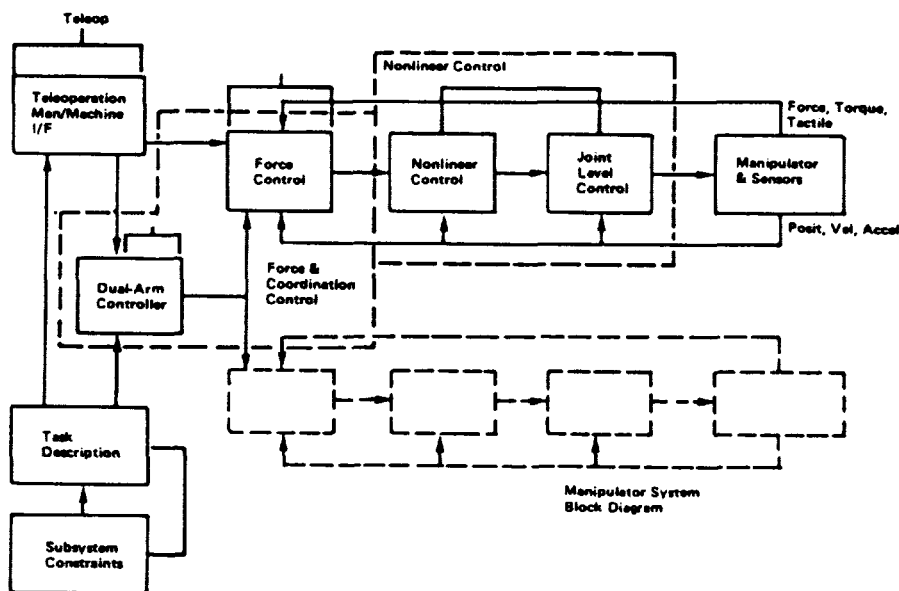 Teleop
Teleoperation
Man/Machine
I/F
Nonlinear Control
Force, Torque,
Tactile
Force
Control
Nonlinear
Control
Joint
Level
Control
Manipulator
& Sensors
Posit, Vel, Accel
Dual-Arm
Controller
Force &
Coordination
Control
Task
Description
Manipulator System
Block Diagram
Subsystem
Constraints